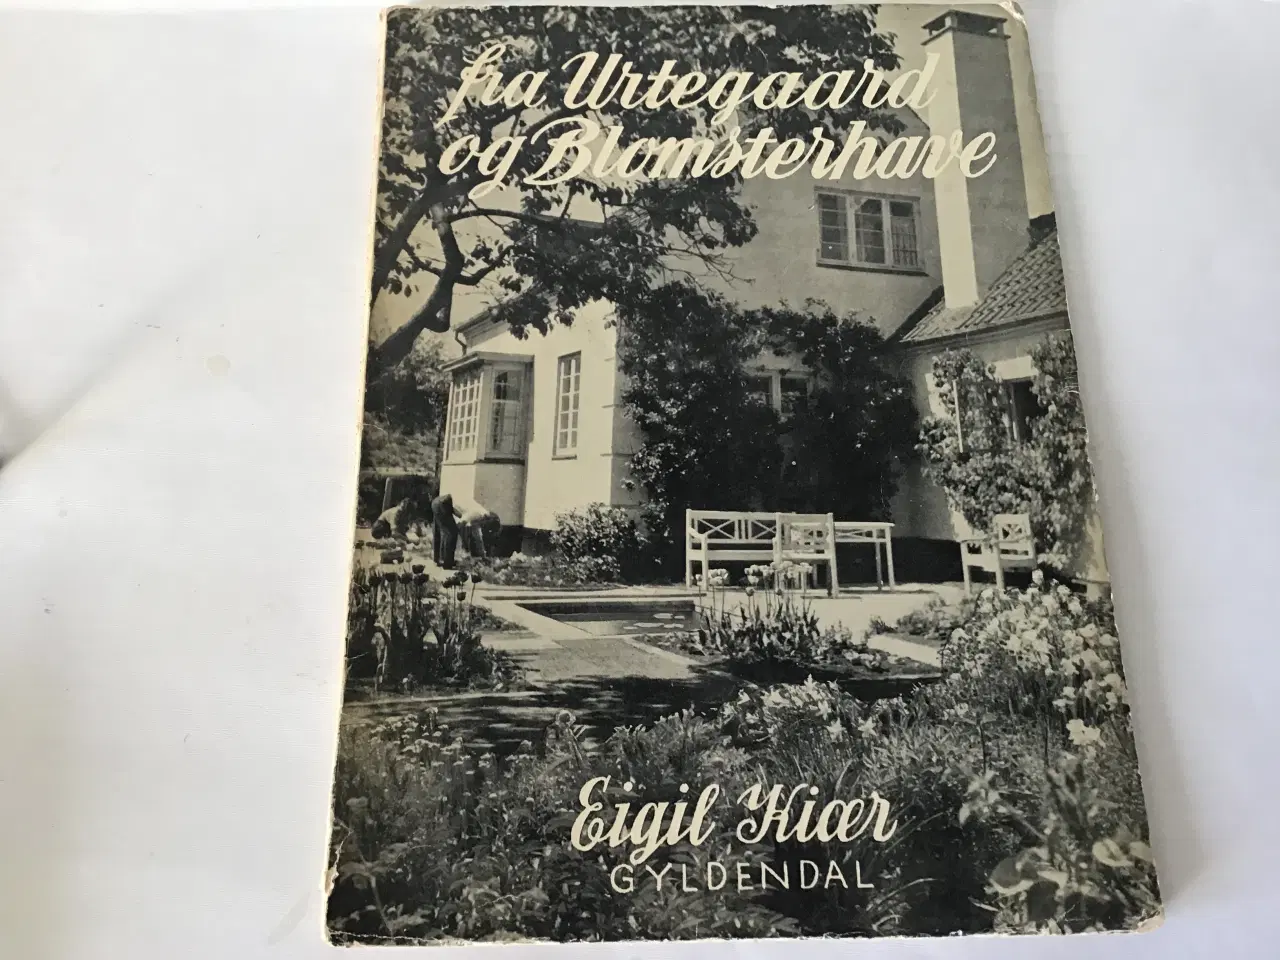 fra Urtegaard
og Blomsterhave
Eigil Kiær
GYLDENDAL